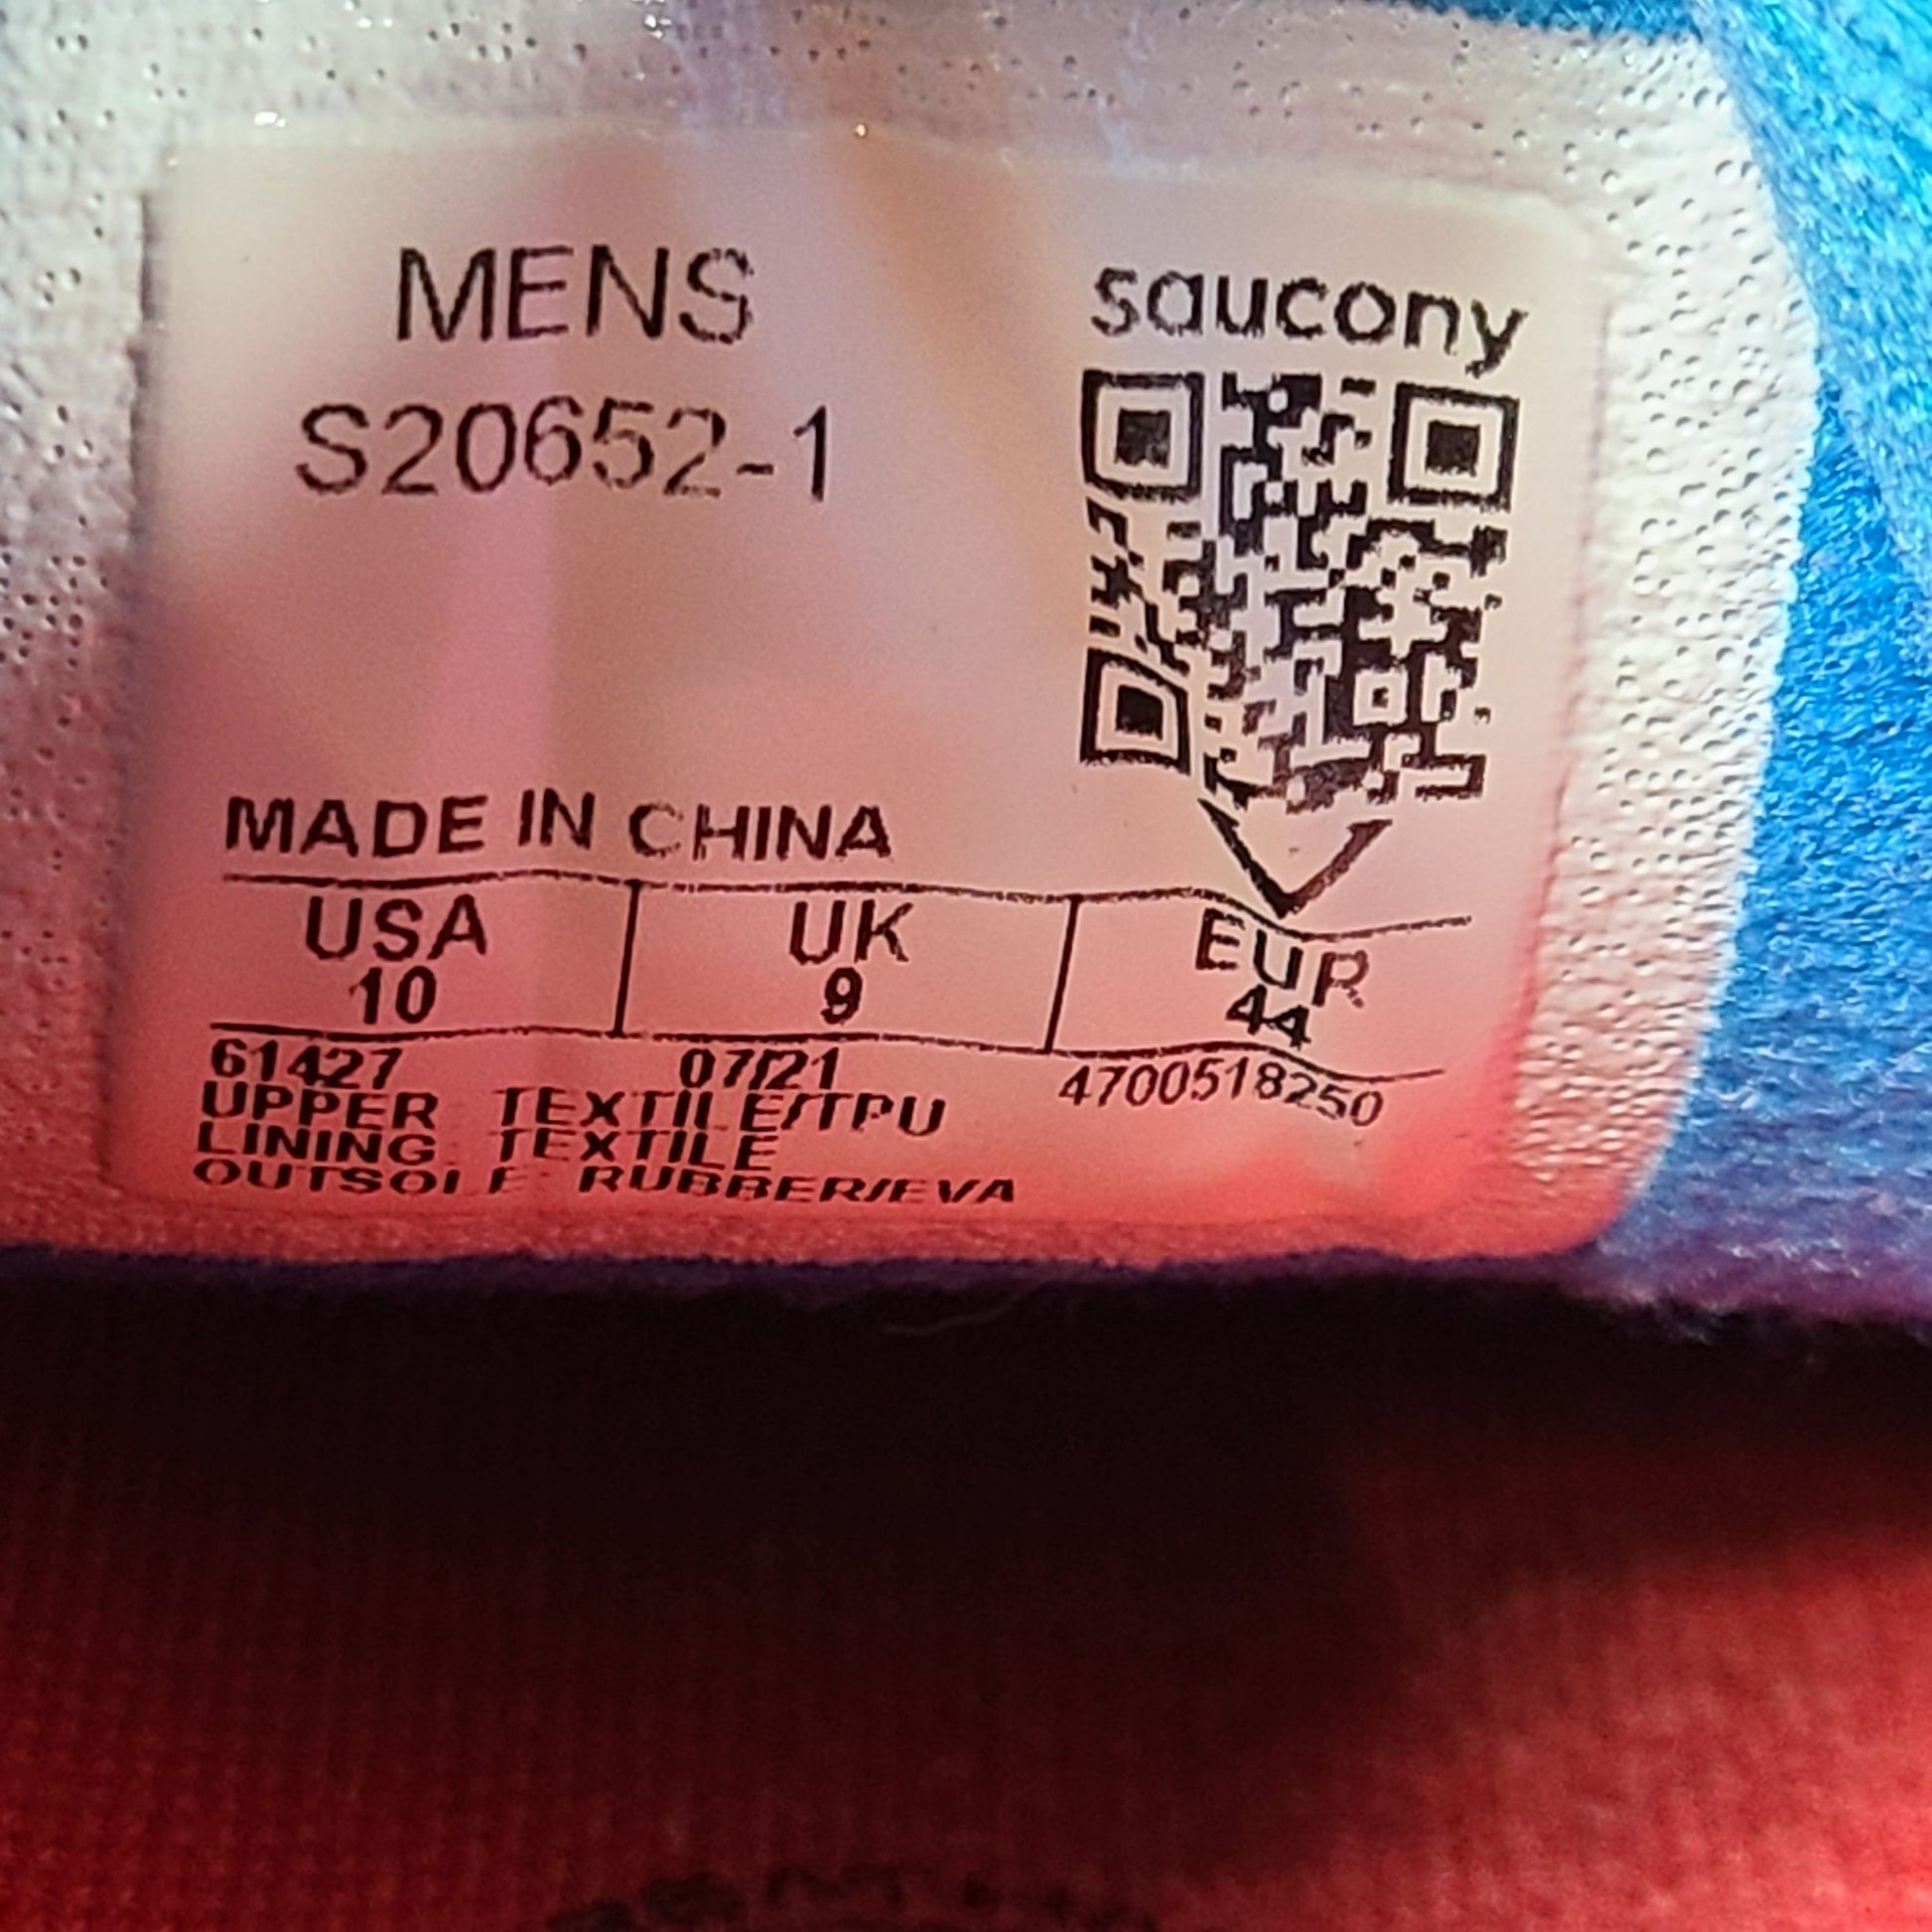 MENS
S20652-1
saucony
MADE IN CHINA
USA UK EUR
10 9 44
61427 07/21 4700518250
UPPER TEXTILE/TPU
LINING TEXTILE
OUTSOLE RUBBER/EVA